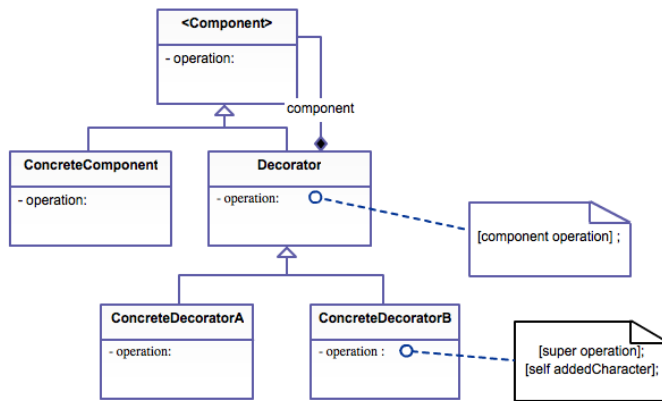 <Component>
- operation:
component
ConcreteComponent
- operation:
Decorator
- operation:
[component operation] ;
ConcreteDecoratorA
- operation:
ConcreteDecoratorB
- operation :
[super operation];
[self addedCharacter];